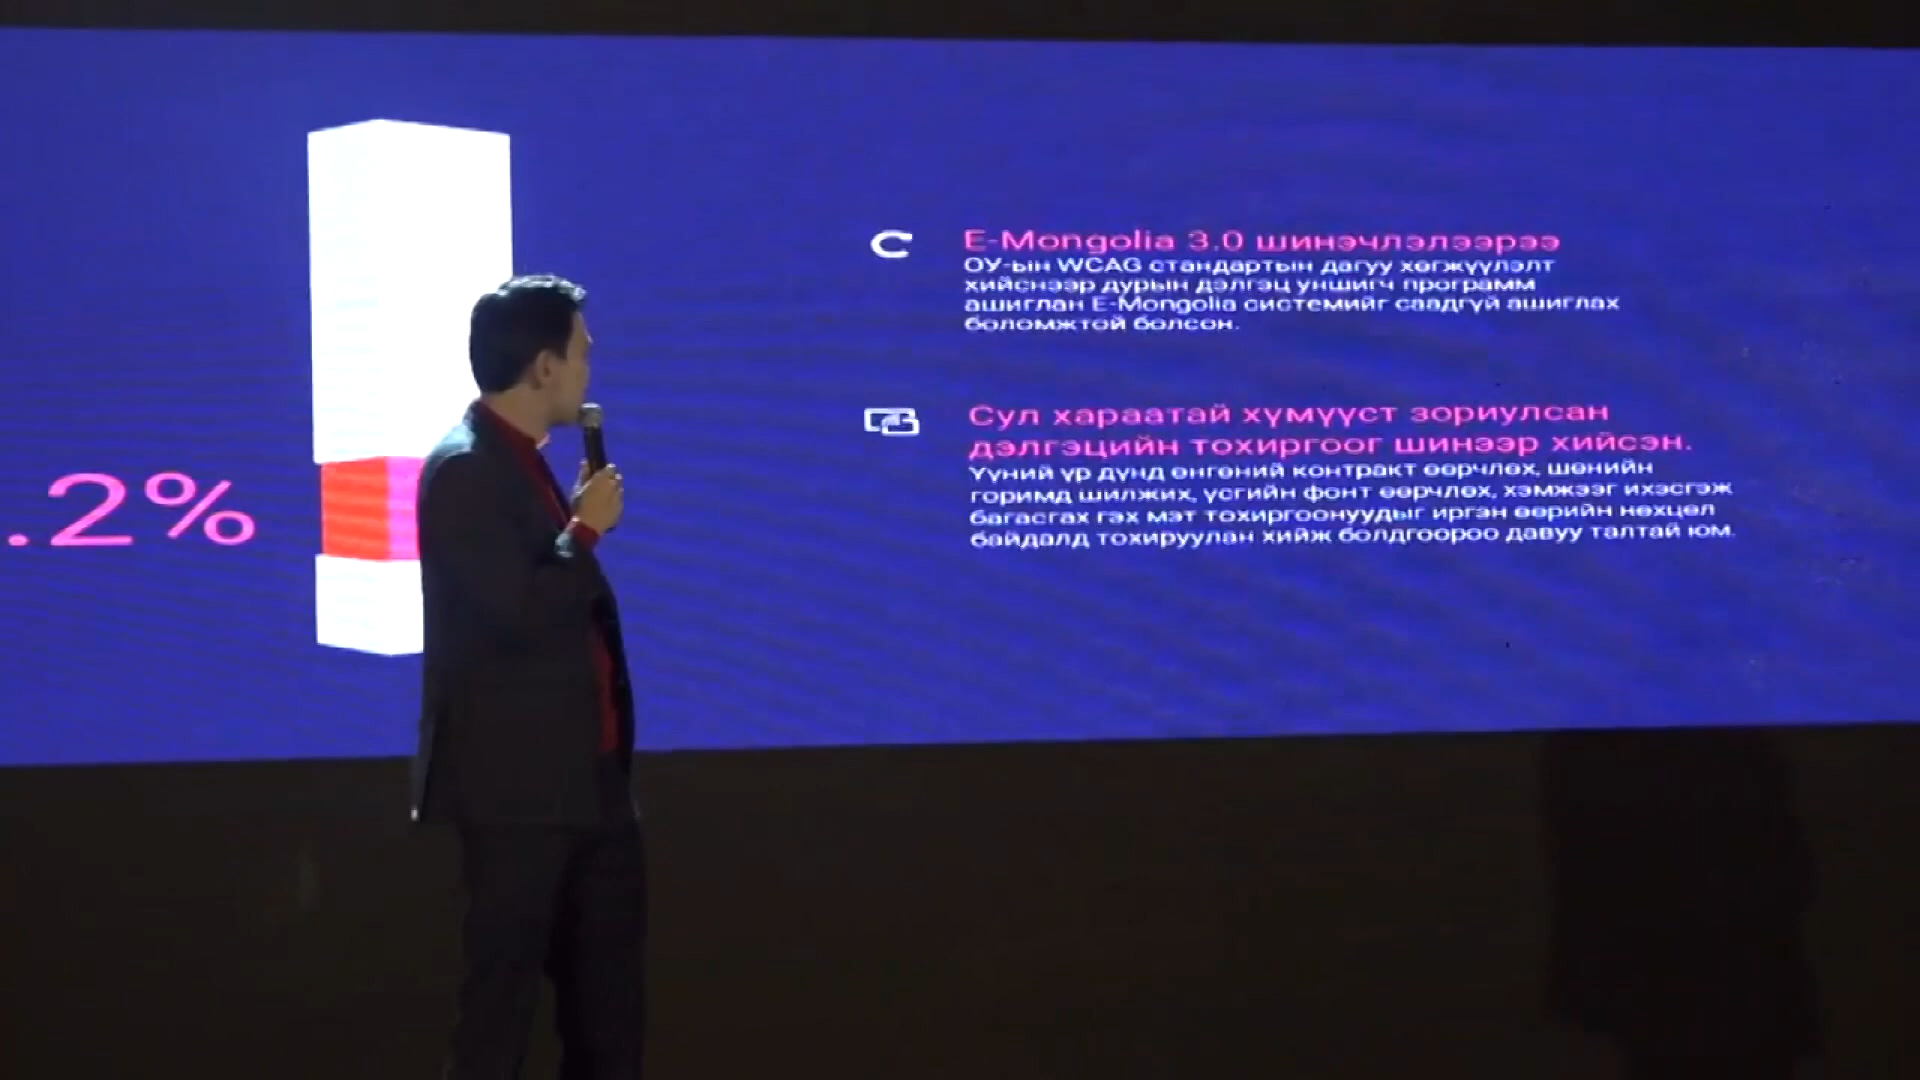 .2%
E-Mongolia 3.0 шинэчлэлээрээ
ОУ-ын WCAG стандартын дагуу хөгжүүлэлт
хийснээр дурын дэлгэц уншигч программ
ашиглан E-Mongolia системийг саадгүй ашиглах
боломжтой болсон.
Сул хараатай хүмүүст зориулсан
дэлгэцийн тохиргоог шинээр хийсэн.
Үүний үр дүнд өнгөний контракт өөрчлөх, шөнийн
горимд шилжих, үсгийн фонт өөрчлөх, хэмжээг ихэсгэж
багасгах гэх мэт тохиргоонуудыг иргэн өөрийн нөхцөл
байдалд тохируулан хийж болдгоороо давуу талтай юм.